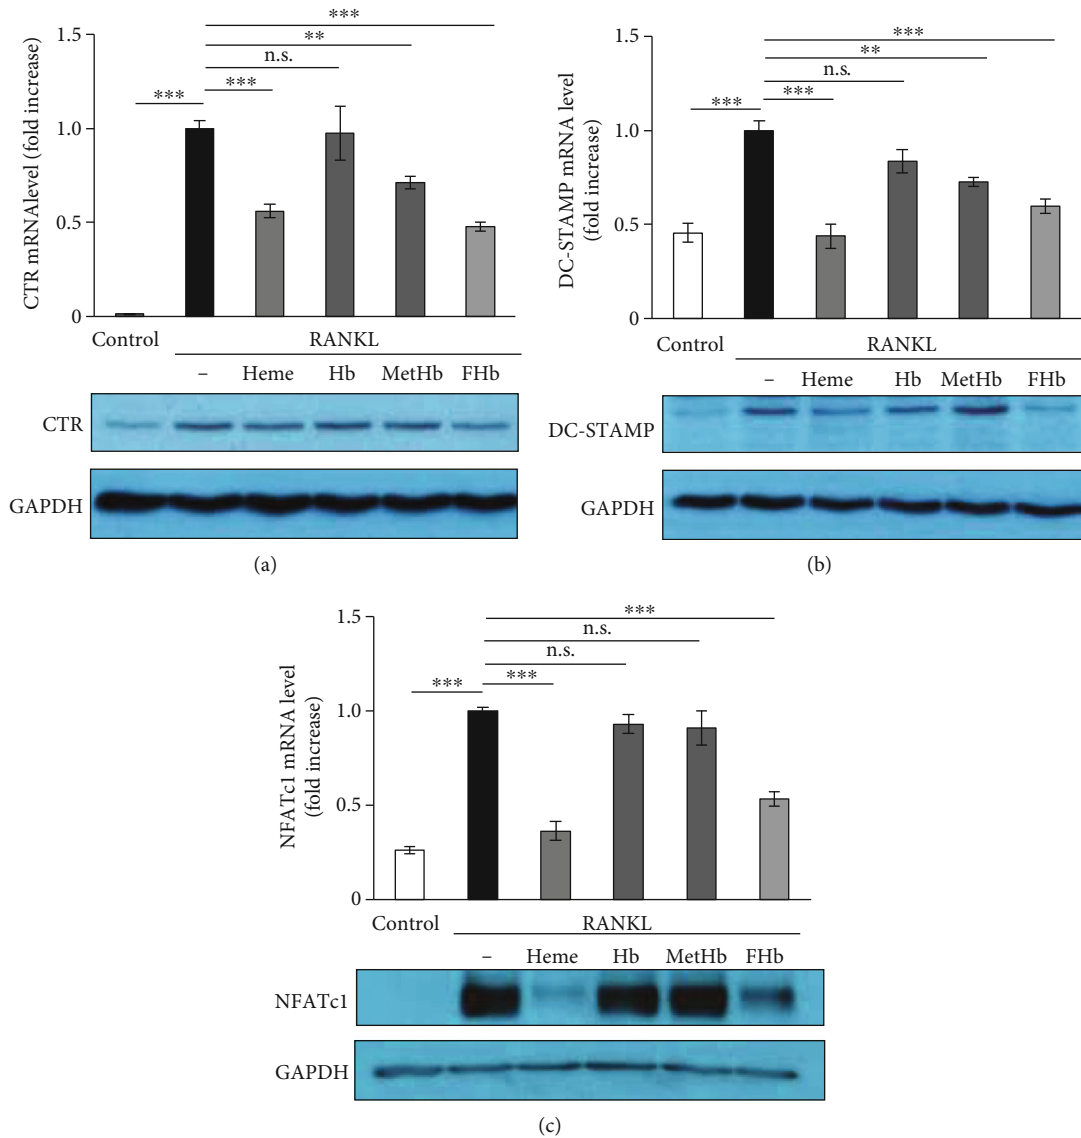 CTR mRNAlevel (fold increase)
1.5
1.0
0.5
0
***
**
n.s.
***
***
Control
RANKL
– Heme Hb MetHb FHb
CTR
GAPDH
(a)
DC-STAMP mRNA level
(fold increase)
1.5
1.0
0.5
0
***
**
n.s.
***
***
Control
RANKL
– Heme Hb MetHb FHb
DC-STAMP
GAPDH
(b)
NFATc1 mRNA level
(fold increase)
1.5
1.0
0.5
0
***
n.s.
n.s.
***
***
Control
RANKL
– Heme Hb MetHb FHb
NFATc1
GAPDH
(c)